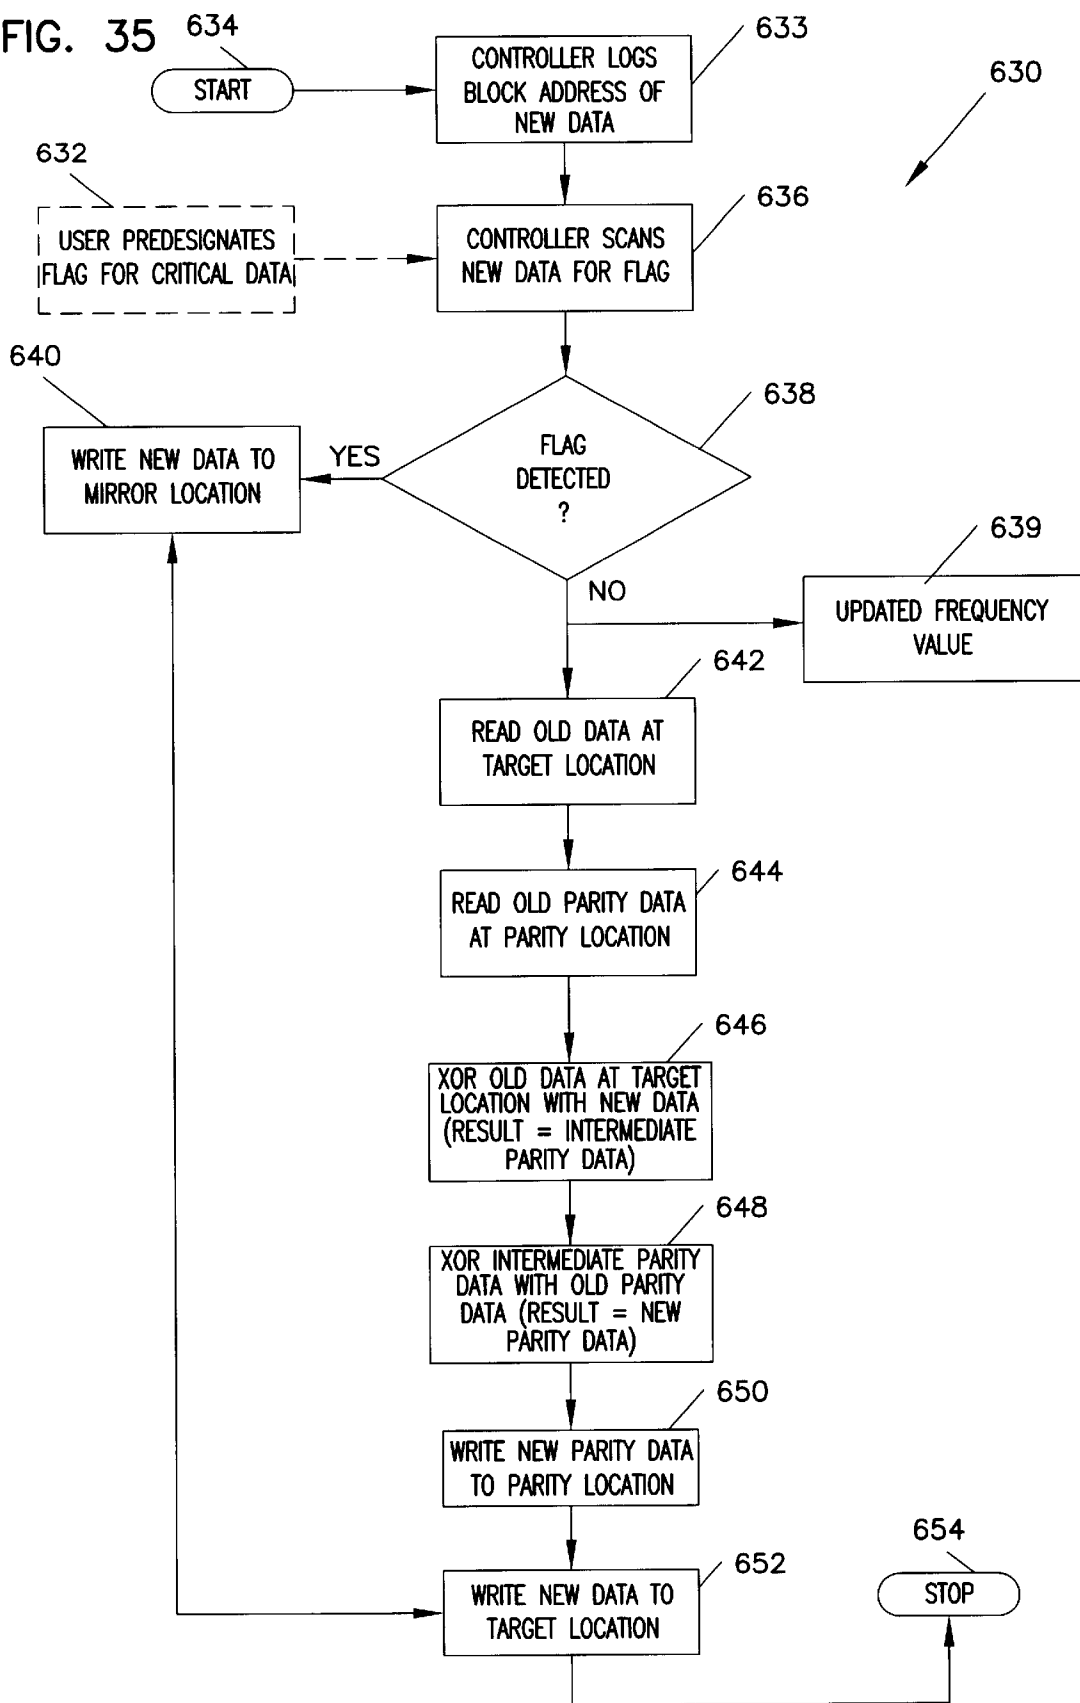 FIG. 35
634
START
CONTROLLER LOGS
BLOCK ADDRESS OF
NEW DATA
633
630
632
USER PREDESIGNATES
FLAG FOR CRITICAL DATA
CONTROLLER SCANS
NEW DATA FOR FLAG
636
640
WRITE NEW DATA TO
MIRROR LOCATION
YES
FLAG
DETECTED
?
638
NO
639
UPDATED FREQUENCY
VALUE
642
READ OLD DATA AT
TARGET LOCATION
644
READ OLD PARITY DATA
AT PARITY LOCATION
646
XOR OLD DATA AT TARGET
LOCATION WITH NEW DATA
(RESULT = INTERMEDIATE
PARITY DATA)
648
XOR INTERMEDIATE PARITY
DATA WITH OLD PARITY
DATA (RESULT = NEW
PARITY DATA)
650
WRITE NEW PARITY DATA
TO PARITY LOCATION
652
WRITE NEW DATA TO
TARGET LOCATION
654
STOP